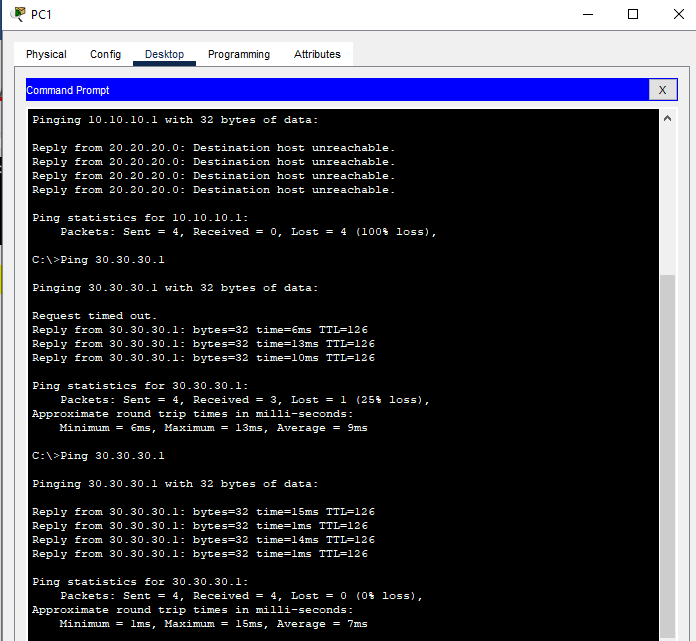 PC1
Physical Config Desktop Programming Attributes
Command Prompt X
Pinging 10.10.10.1 with 32 bytes of data:
Reply from 20.20.20.0: Destination host unreachable.
Reply from 20.20.20.0: Destination host unreachable.
Reply from 20.20.20.0: Destination host unreachable.
Reply from 20.20.20.0: Destination host unreachable.
Ping statistics for 10.10.10.1:
Packets: Sent = 4, Received = 0, Lost = 4 (100% loss),
C:\>Ping 30.30.30.1
Pinging 30.30.30.1 with 32 bytes of data:
Request timed out.
Reply from 30.30.30.1: bytes=32 time=6ms TTL=126
Reply from 30.30.30.1: bytes=32 time=13ms TTL=126
Reply from 30.30.30.1: bytes=32 time=10ms TTL=126
Ping statistics for 30.30.30.1:
Packets: Sent = 4, Received = 3, Lost = 1 (25% loss),
Approximate round trip times in milli-seconds:
Minimum = 6ms, Maximum = 13ms, Average = 9ms
C:\>Ping 30.30.30.1
Pinging 30.30.30.1 with 32 bytes of data:
Reply from 30.30.30.1: bytes=32 time=15ms TTL=126
Reply from 30.30.30.1: bytes=32 time=1ms TTL=126
Reply from 30.30.30.1: bytes=32 time=14ms TTL=126
Reply from 30.30.30.1: bytes=32 time=1ms TTL=126
Ping statistics for 30.30.30.1:
Packets: Sent = 4, Received = 4, Lost = 0 (0% loss),
Approximate round trip times in milli-seconds:
Minimum = 1ms, Maximum = 15ms, Average = 7ms